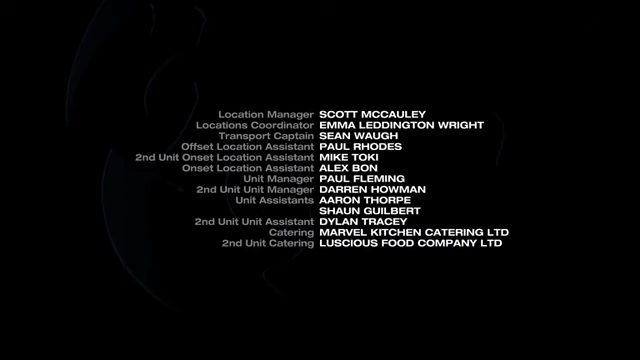 Location Manager SCOTT MCCAULEY
Locations Coordinator EMMA LEDDINGTON WRIGHT
Transport Captain SEAN WAUGH
Offset Location Assistant PAUL RHODES
2nd Unit Onset Location Assistant MIKE TOKI
Onset Location Assistant ALEX BON
Unit Manager PAUL FLEMING
2nd Unit Unit Manager DARREN HOWMAN
Unit Assistants AARON THORPE
SHAUN GUILBERT
2nd Unit Unit Assistant DYLAN TRACEY
Catering MARVEL KITCHEN CATERING LTD
2nd Unit Catering LUSCIOUS FOOD COMPANY LTD